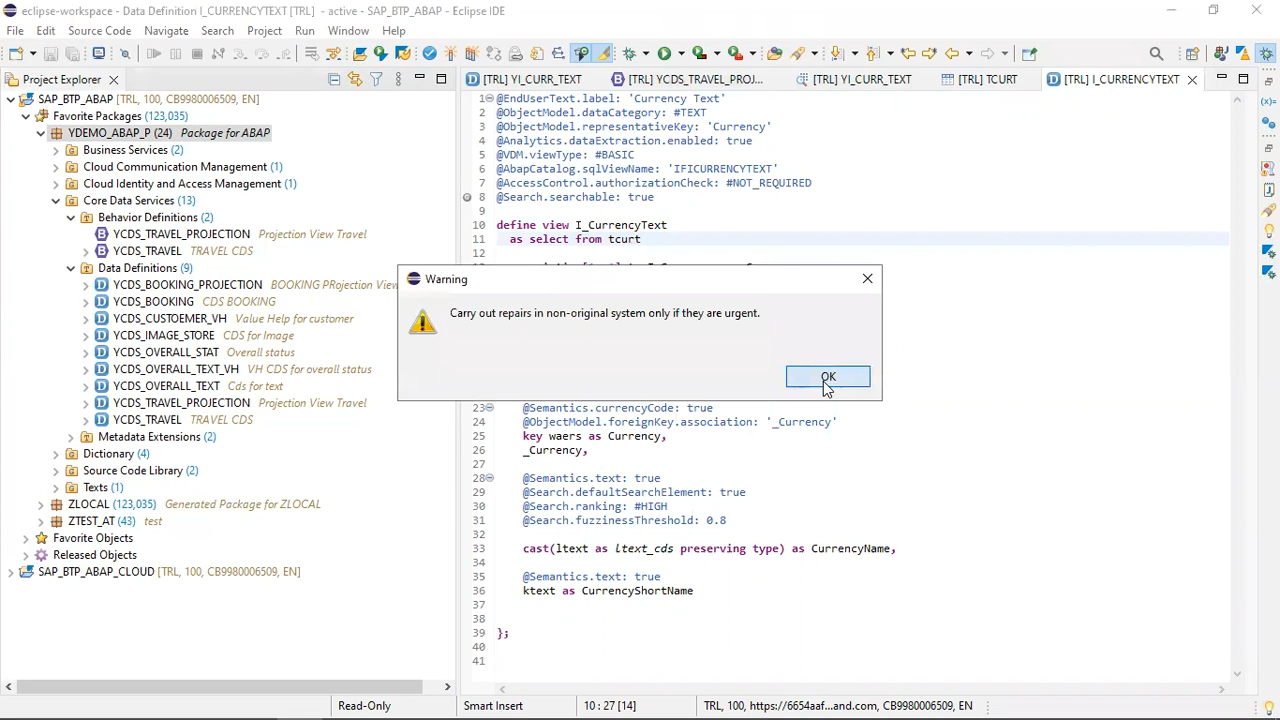 eclipse-workspace - Data Definition I_CURRENCYTEXT [TRL] - active - SAP_BTP_ABAP - Eclipse IDE
File Edit Source Code Navigate Search Project Run Window Help
Project Explorer
[TRL] YI_CURR_TEXT
[TRL] YCDS_TRAVEL_PROJ...
[TRL] YI_CURR_TEXT
[TRL] TCURT
[TRL] I_CURRENCYTEXT
SAP_BTP_ABAP [TRL, 100, CB9980006509, EN]
Favorite Packages (123,035)
YDEMO_ABAP_P (24) Package for ABAP
Business Services (2)
Cloud Communication Management (1)
Cloud Identity and Access Management (1)
Core Data Services (13)
Behavior Definitions (2)
YCDS_TRAVEL_PROJECTION Projection View Travel
YCDS_TRAVEL TRAVEL CDS
Data Definitions (9)
YCDS_BOOKING_PROJECTION BOOKING PRojection View
YCDS_BOOKING CDS BOOKING
YCDS_CUSTOEMER_VH Value Help for customer
YCDS_IMAGE_STORE CDS for Image
YCDS_OVERALL_STAT Overall status
YCDS_OVERALL_TEXT_VH VH CDS for overall status
YCDS_OVERALL_TEXT Cds for text
YCDS_TRAVEL_PROJECTION Projection View Travel
YCDS_TRAVEL TRAVEL CDS
Metadata Extensions (2)
Dictionary (4)
Source Code Library (2)
Texts (1)
ZLOCAL (123,035) Generated Package for ZLOCAL
ZTEST_AT (43) test
Favorite Objects
Released Objects
SAP_BTP_ABAP_CLOUD [TRL, 100, CB9980006509, EN]
1 @EndUserText.label: 'Currency Text'
2 @ObjectModel.dataCategory: #TEXT
3 @ObjectModel.representativeKey: 'Currency'
4 @Analytics.dataExtraction.enabled: true
5 @VDM.viewType: #BASIC
6 @AbapCatalog.sqlViewName: 'IFICURRENCYTEXT'
7 @AccessControl.authorizationCheck: #NOT_REQUIRED
8 @Search.searchable: true
9
10 define view I_CurrencyText
11 as select from tcurt
12
Warning
Carry out repairs in non-original system only if they are urgent.
OK
23 @Semantics.currencyCode: true
24 @ObjectModel.foreignKey.association: '_Currency'
25 key waers as Currency,
26 _Currency,
27
28 @Semantics.text: true
29 @Search.defaultSearchElement: true
30 @Search.ranking: #HIGH
31 @Search.fuzzinessThreshold: 0.8
32
33 cast(ltext as ltext_cds preserving type) as CurrencyName,
34
35 @Semantics.text: true
36 ktext as CurrencyShortName
37
38
39 };
40
41
Read-Only
Smart Insert
10 : 27 [14]
TRL, 100, https://6654aaf...and.com, CB9980006509, EN